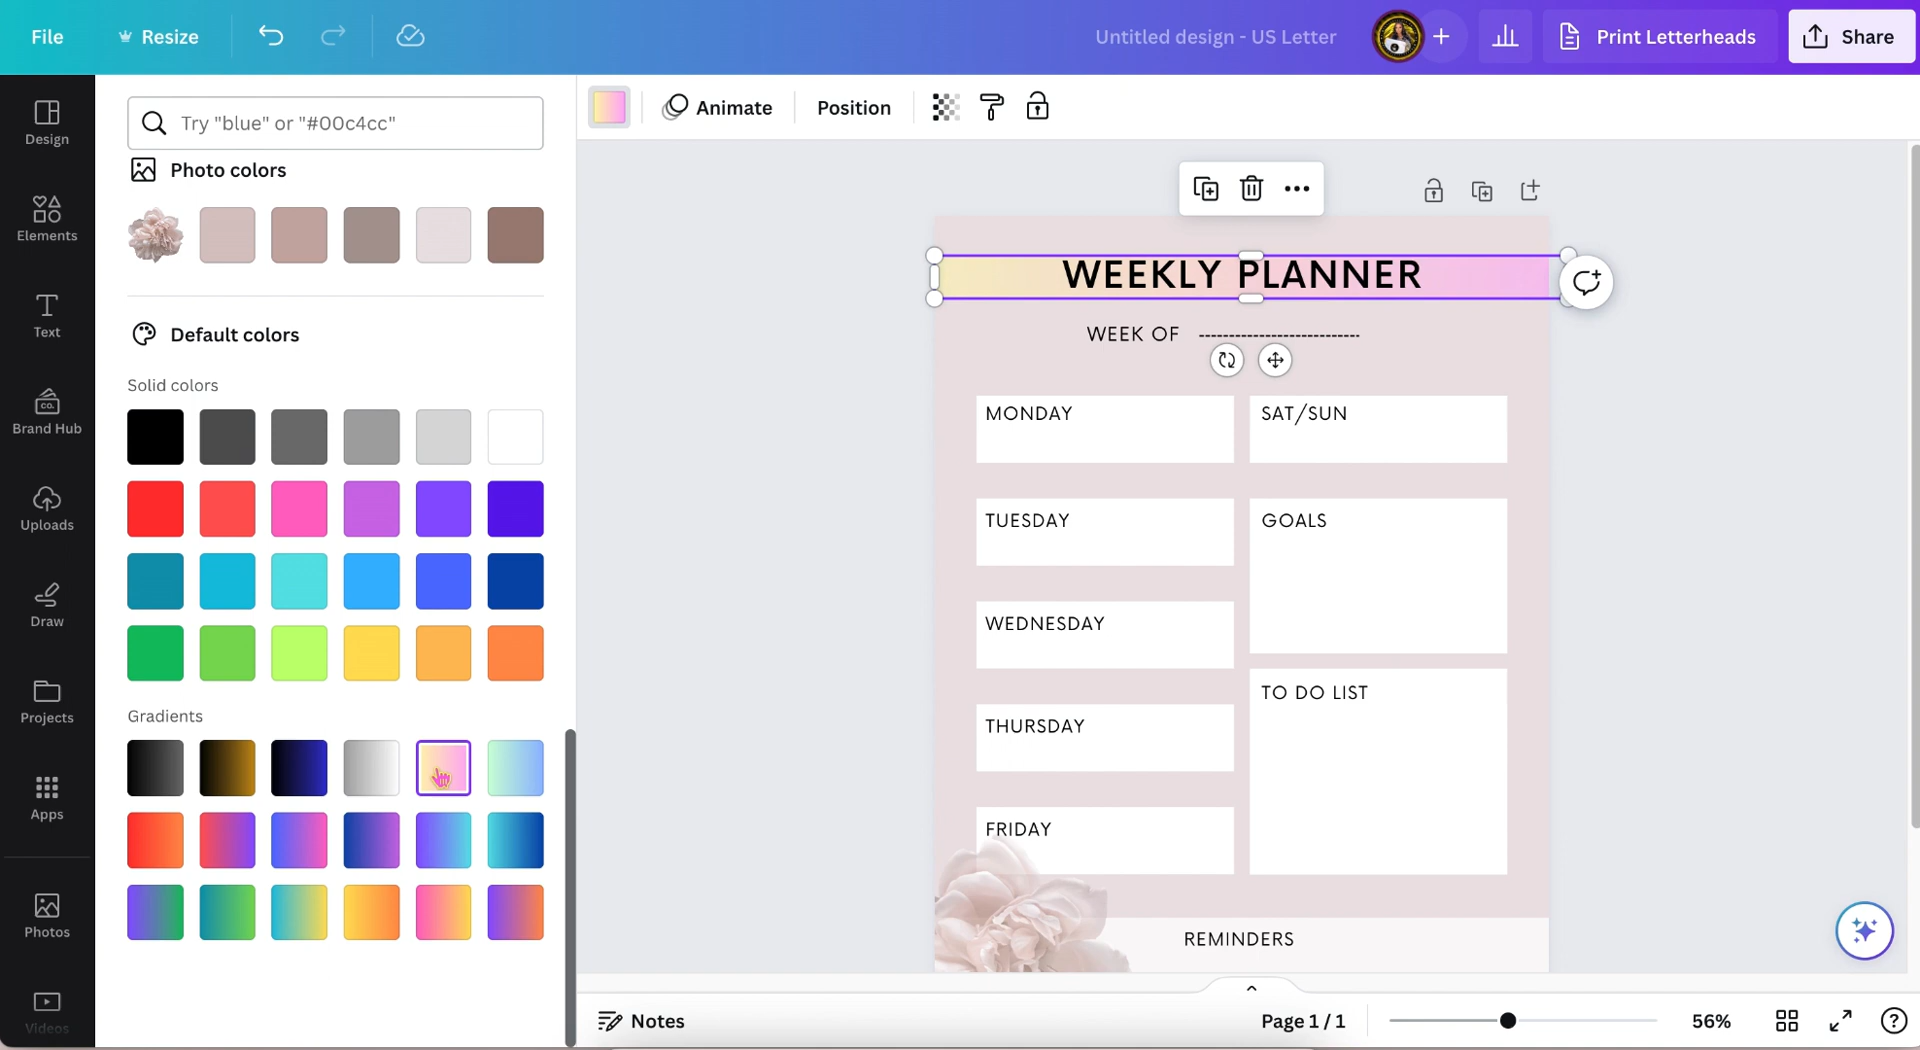 File
Resize
Untitled design - US Letter
Print Letterheads
Share
Design
Elements
Text
CO.
Brand Hub
Uploads
Draw
Projects
Apps
Photos
Videos
Try "blue" or "#00c4cc"
Photo colors
Default colors
Solid colors
Gradients
Animate
Position
WEEKLY PLANNER
WEEK OF ---------------------------
MONDAY
SAT/SUN
TUESDAY
GOALS
WEDNESDAY
TO DO LIST
THURSDAY
FRIDAY
REMINDERS
Notes
Page 1 / 1
56%